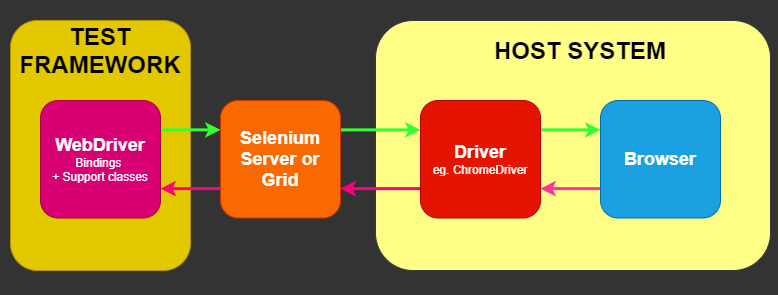 TEST
FRAMEWORK
HOST SYSTEM
WebDriver
Bindings
+ Support classes
Selenium
Server or
Grid
Driver
eg. ChromeDriver
Browser